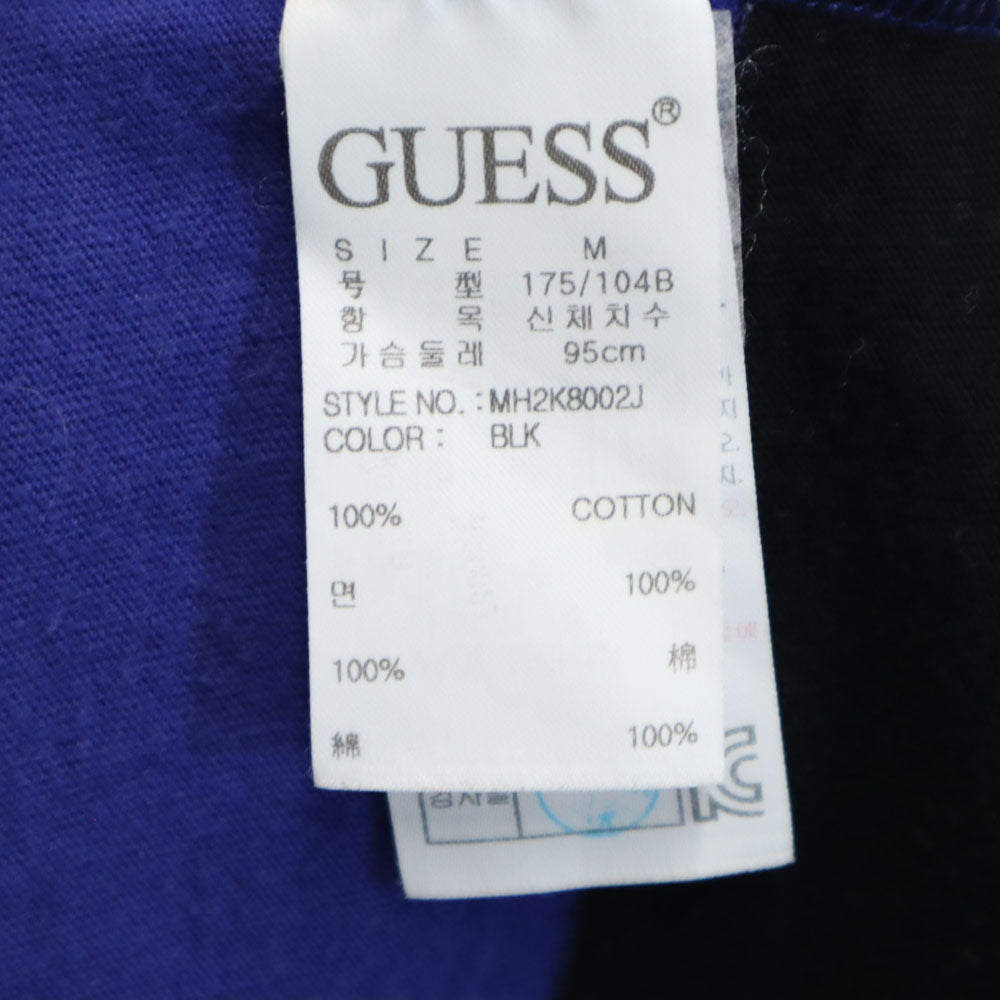 GUESS®
SIZE M
号型 175/104B
항목 신체치수
가슴둘레 95cm
STYLE NO. : MH2K8002J
COLOR : BLK
100% COTTON
면 100%
100% 棉
綿 100%